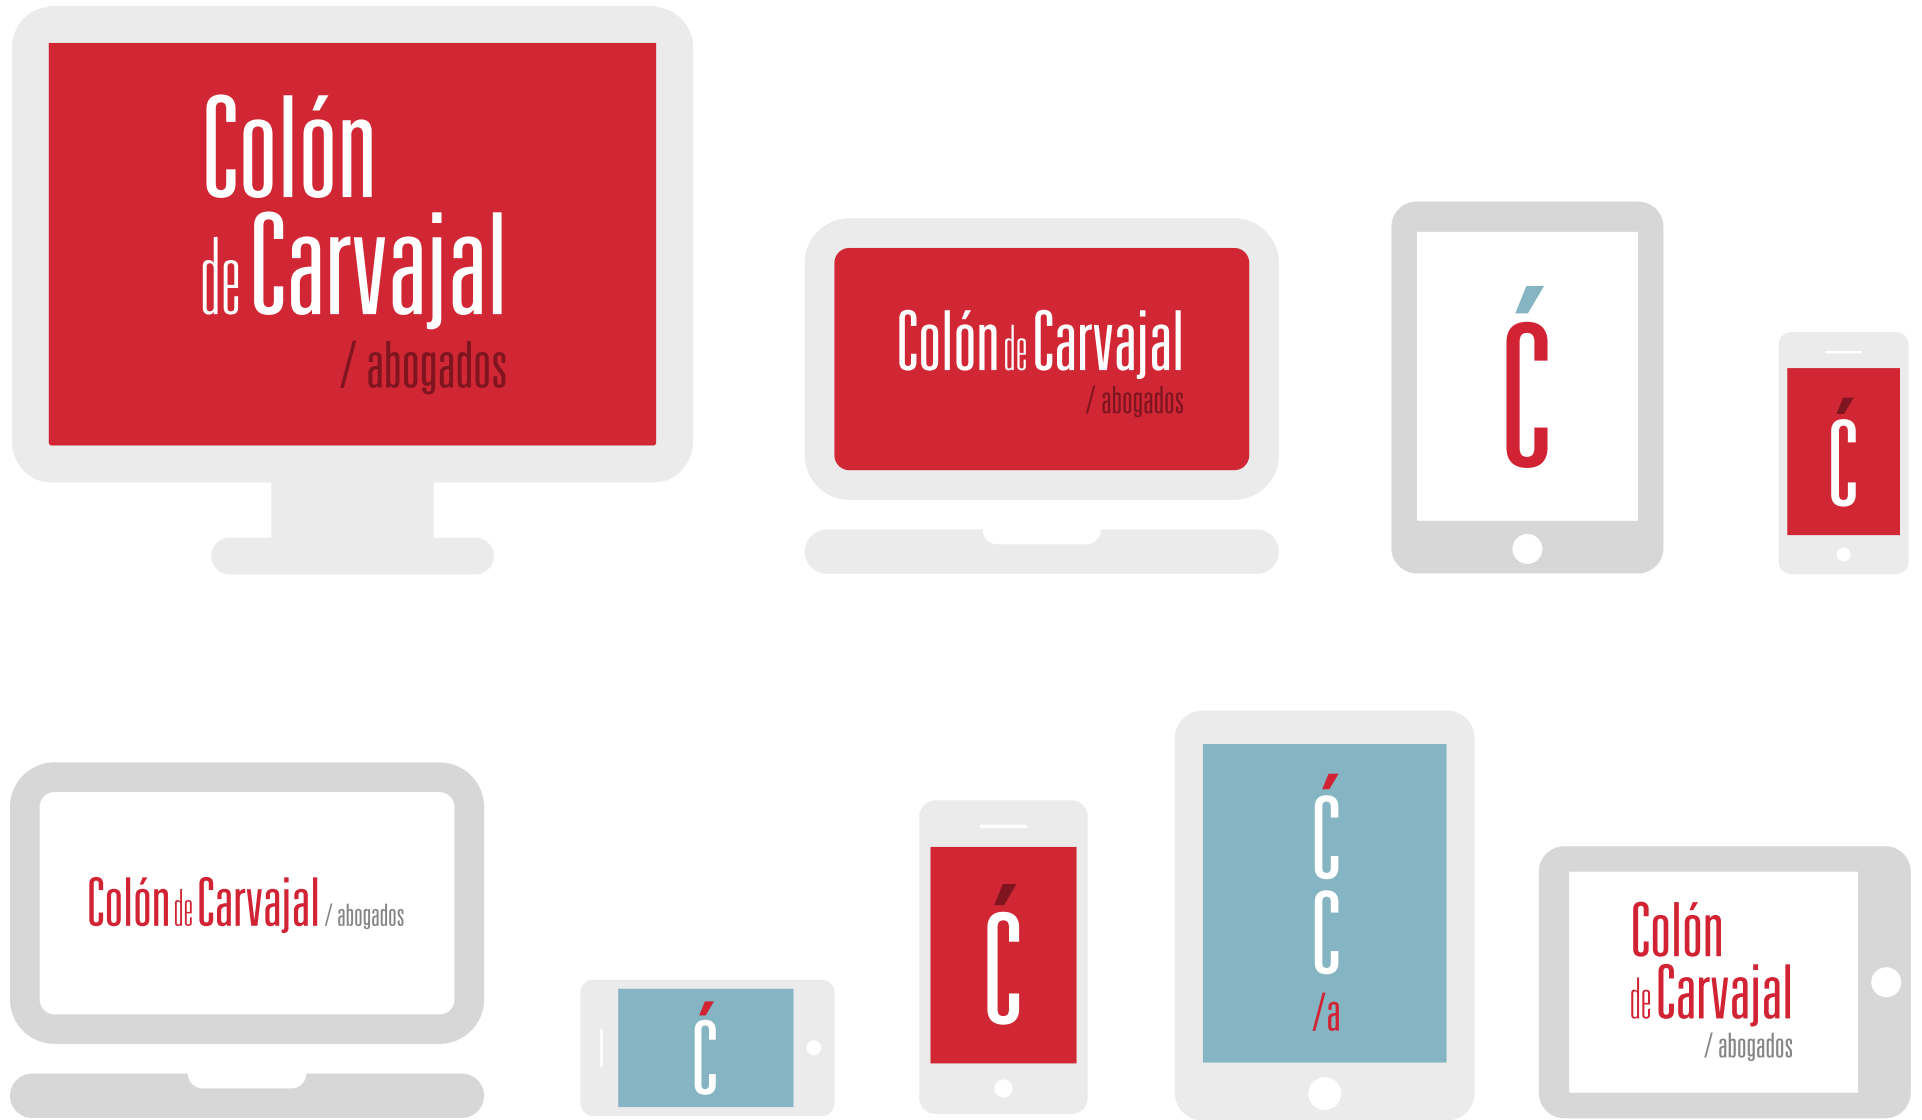 Colón
de Carvajal
/ abogados
Colón de Carvajal
/ abogados
Ć
Ć
Colón de Carvajal / abogados
Ć
Ć
Ć
C
/a
Colón
de Carvajal
/ abogados